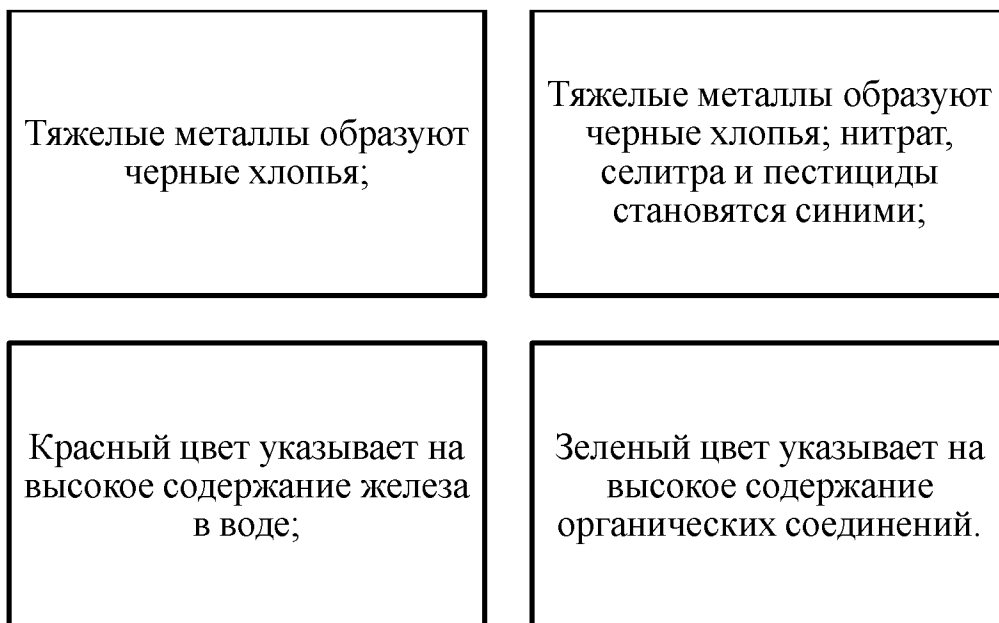 Тяжелые металлы образуют
черные хлопья;
Тяжелые металлы образуют
черные хлопья; нитрат,
селитра и пестициды
становятся синими;
Красный цвет указывает на
высокое содержание железа
в воде;
Зеленый цвет указывает на
высокое содержание
органических соединений.